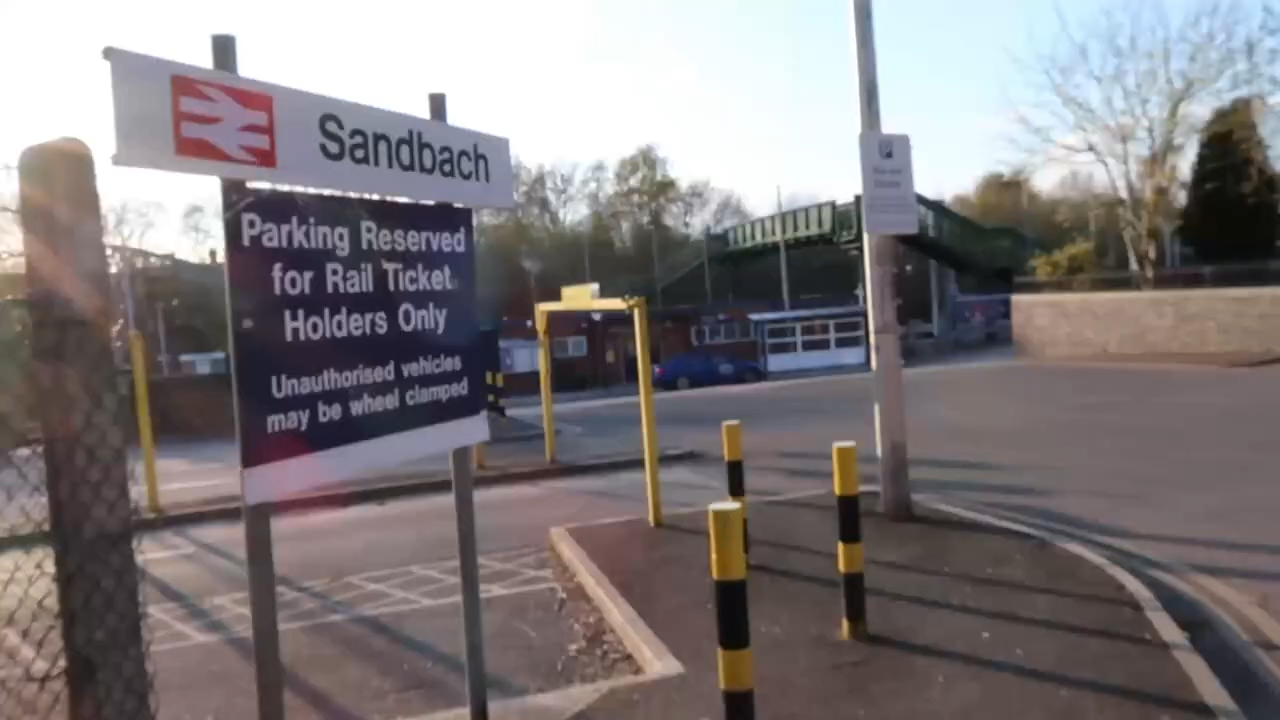 Sandbach
Parking Reserved
for Rail Ticket
Holders Only
Unauthorised vehicles
may be wheel clamped